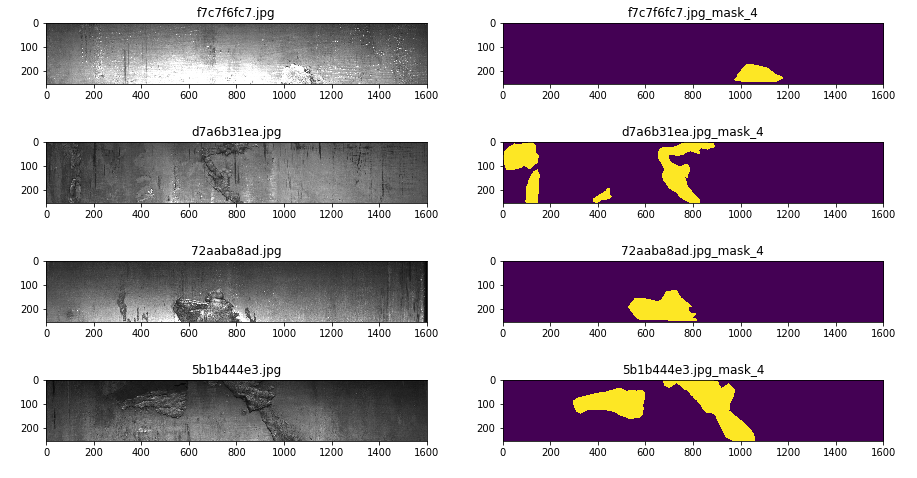 f7c7f6fc7.jpg
f7c7f6fc7.jpg_mask_4
0
100
200
0 200 400 600 800 1000 1200 1400 1600
0
100
200
0 200 400 600 800 1000 1200 1400 1600
d7a6b31ea.jpg
d7a6b31ea.jpg_mask_4
0
100
200
0 200 400 600 800 1000 1200 1400 1600
0
100
200
0 200 400 600 800 1000 1200 1400 1600
72aaba8ad.jpg
72aaba8ad.jpg_mask_4
0
100
200
0 200 400 600 800 1000 1200 1400 1600
0
100
200
0 200 400 600 800 1000 1200 1400 1600
5b1b444e3.jpg
5b1b444e3.jpg_mask_4
0
100
200
0 200 400 600 800 1000 1200 1400 1600
0
100
200
0 200 400 600 800 1000 1200 1400 1600